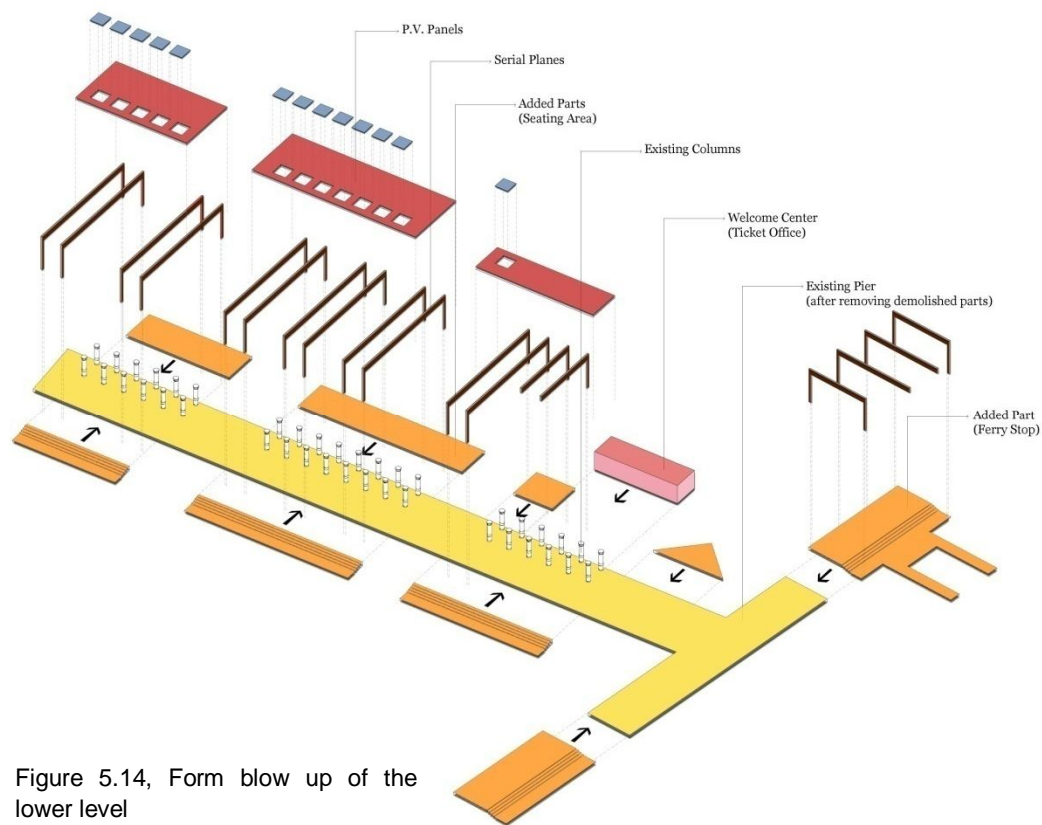 P.V. Panels
Serial Planes
Added Parts
(Seating Area)
Existing Columns
Welcome Center
(Ticket Office)
Existing Pier
(after removing demolished parts)
Added Part
(Ferry Stop)
Figure 5.14, Form blow up of the
lower level